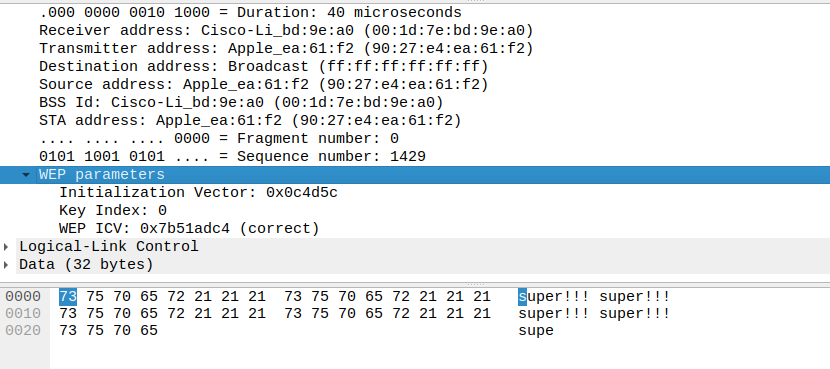 .000 0000 0010 1000 = Duration: 40 microseconds
Receiver address: Cisco-Li_bd:9e:a0 (00:1d:7e:bd:9e:a0)
Transmitter address: Apple_ea:61:f2 (90:27:e4:ea:61:f2)
Destination address: Broadcast (ff:ff:ff:ff:ff:ff)
Source address: Apple_ea:61:f2 (90:27:e4:ea:61:f2)
BSS Id: Cisco-Li_bd:9e:a0 (00:1d:7e:bd:9e:a0)
STA address: Apple_ea:61:f2 (90:27:e4:ea:61:f2)
.... .... .... 0000 = Fragment number: 0
0101 1001 0101 .... = Sequence number: 1429
WEP parameters
Initialization Vector: 0x0c4d5c
Key Index: 0
WEP ICV: 0x7b51adc4 (correct)
Logical-Link Control
Data (32 bytes)
0000 73 75 70 65 72 21 21 21 73 75 70 65 72 21 21 21 super!!! super!!!
0010 73 75 70 65 72 21 21 21 73 75 70 65 72 21 21 21 super!!! super!!!
0020 73 75 70 65 supe